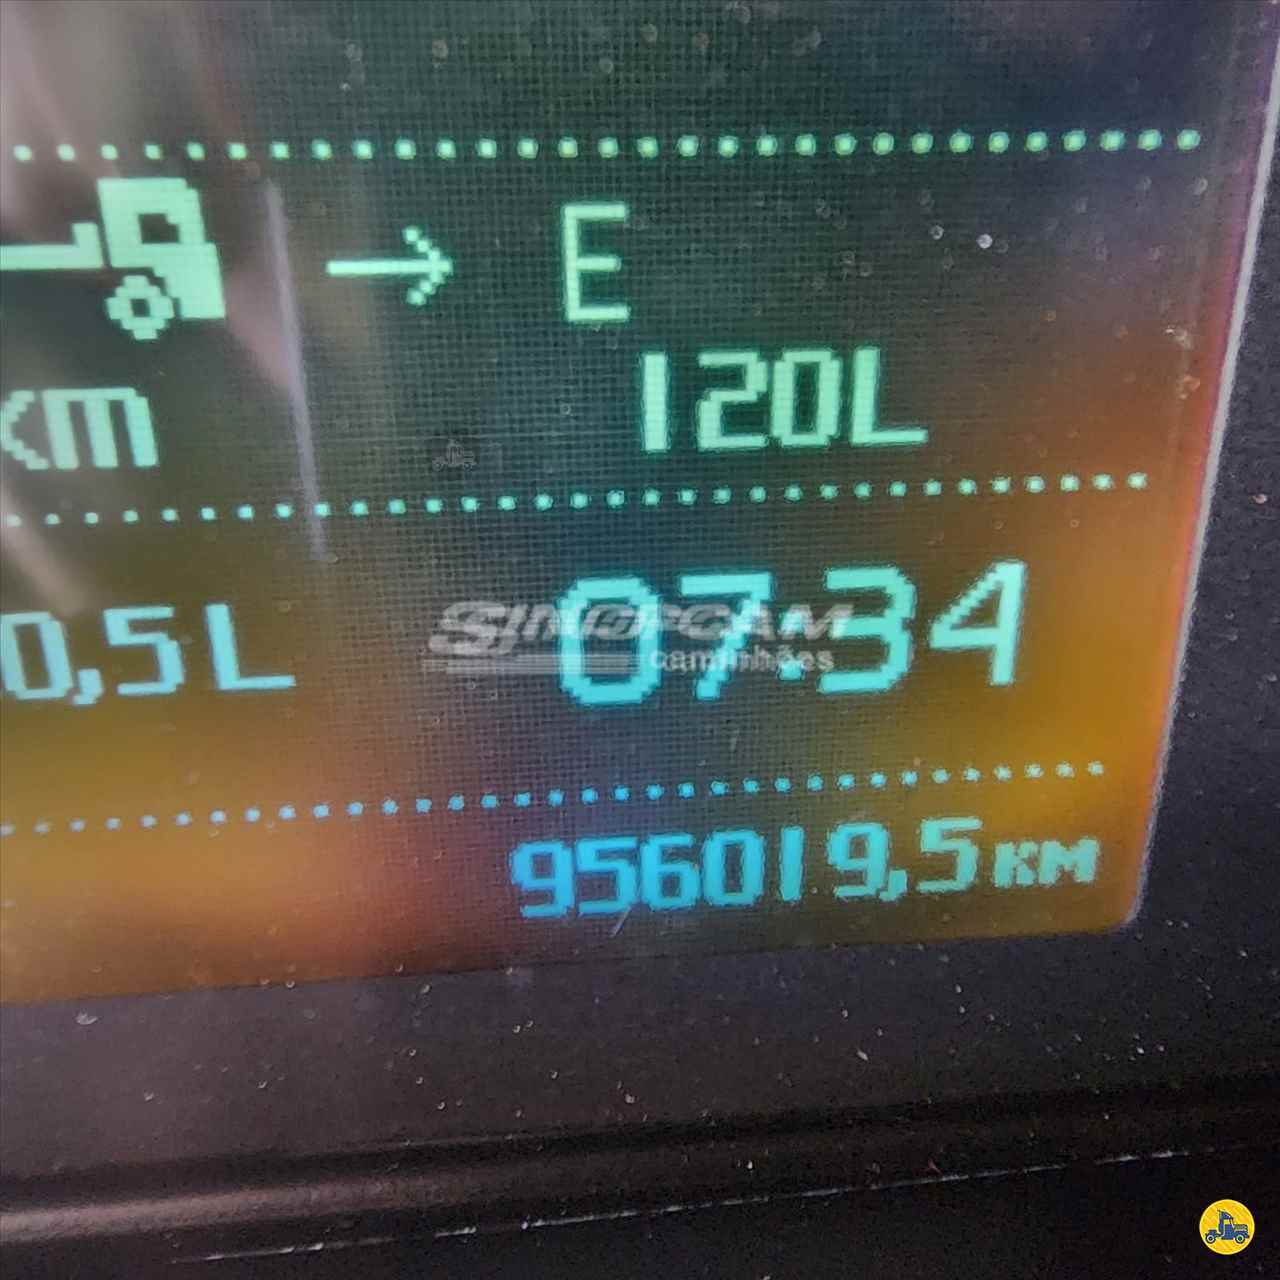 → E
KM 120L
0,5L 07:34
SINOPCAM
caminhões
956019,5 KM